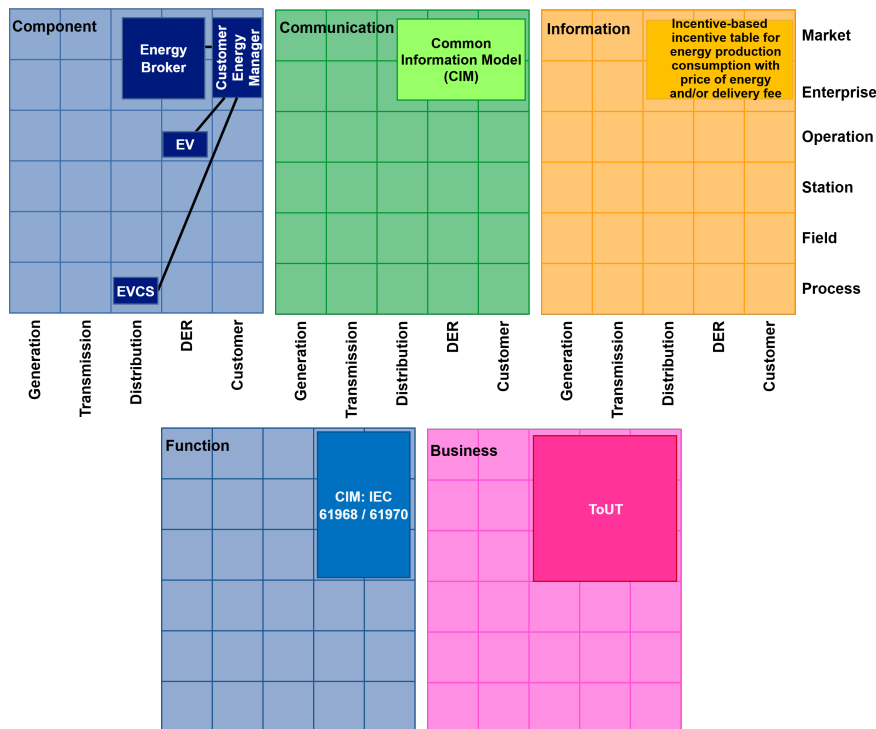 Component
Energy
Broker
Customer
Energy
Manager
EV
EVCS
Communication
Common
Information Model
(CIM)
Information
Incentive-based
incentive table for
energy production
consumption with
price of energy
and/or delivery fee
Market
Enterprise
Operation
Station
Field
Process
Generation
Transmission
Distribution
DER
Customer
Generation
Transmission
Distribution
DER
Customer
Generation
Transmission
Distribution
DER
Customer
Function
CIM: IEC
61968 / 61970
Business
ToUT